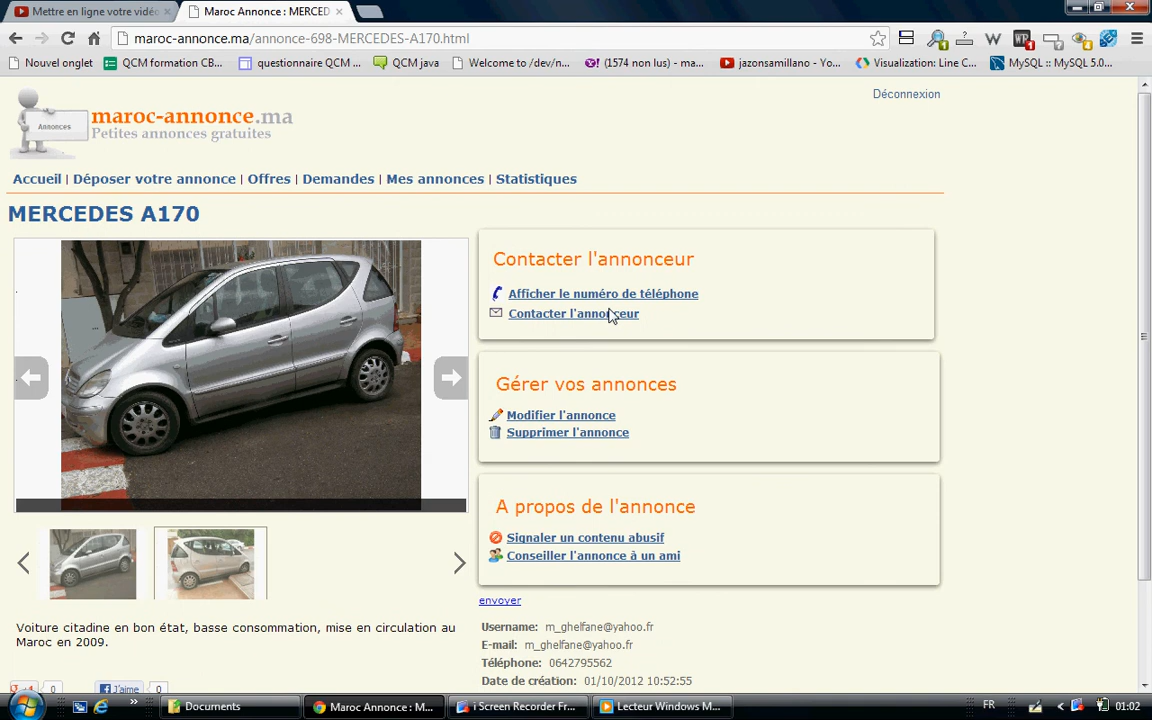 Mettre en ligne votre vidéo
Maroc Annonce : MERCED
maroc-annonce.ma/annonce-698-MERCEDES-A170.html
Nouvel onglet
QCM formation CB...
questionnaire QCM ...
QCM java
Welcome to /dev/n...
(1574 non lus) - ma...
jazonsamillano - Yo...
Visualization: Line C...
MySQL :: MySQL 5.0...
Déconnexion
Annonces
maroc-annonce.ma
Petites annonces gratuites
Accueil | Déposer votre annonce | Offres | Demandes | Mes annonces | Statistiques
MERCEDES A170
Contacter l'annonceur
Afficher le numéro de téléphone
Contacter l'annonceur
Gérer vos annonces
Modifier l'annonce
Supprimer l'annonce
A propos de l'annonce
Signaler un contenu abusif
Conseiller l'annonce à un ami
envoyer
Username: m_ghelfane@yahoo.fr
E-mail: m_ghelfane@yahoo.fr
Téléphone: 0642795562
Date de création: 01/10/2012 10:52:55
Voiture citadine en bon état, basse consommation, mise en circulation au
Maroc en 2009.
0
J'aime
0
Documents
Maroc Annonce : M...
i Screen Recorder Fr...
Lecteur Windows M...
FR
01:02